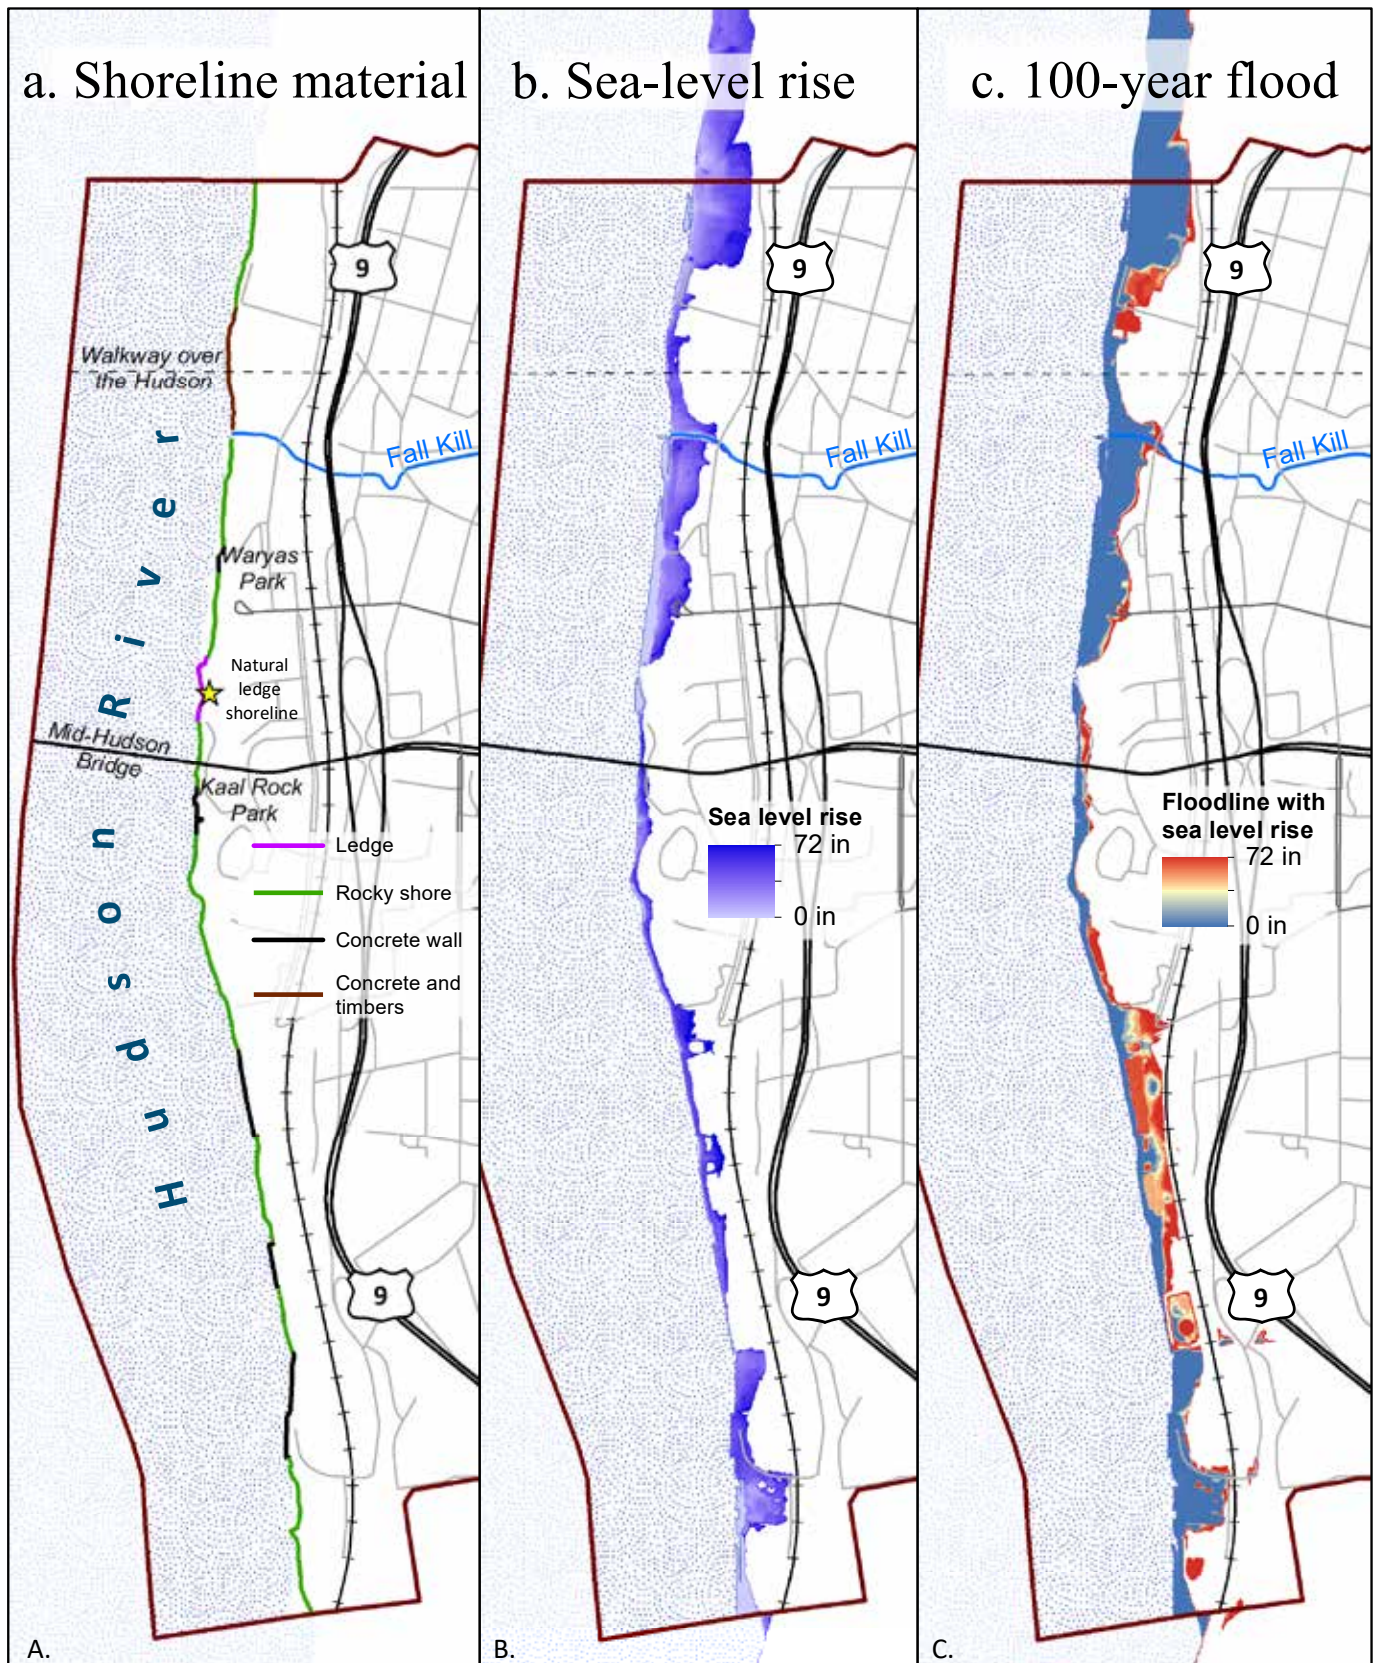 a. Shoreline material
b. Sea-level rise
c. 100-year flood
9
9
9
Walkway over
the Hudson
Fall Kill
Fall Kill
Fall Kill
Waryas
Park
Natural
ledge
shoreline
Mid-Hudson
Bridge
Kaal Rock
Park
Hudson River
Ledge
Rocky shore
Concrete wall
Concrete and
timbers
Sea level rise
72 in
0 in
Floodline with
sea level rise
72 in
0 in
9
9
9
A.
B.
C.